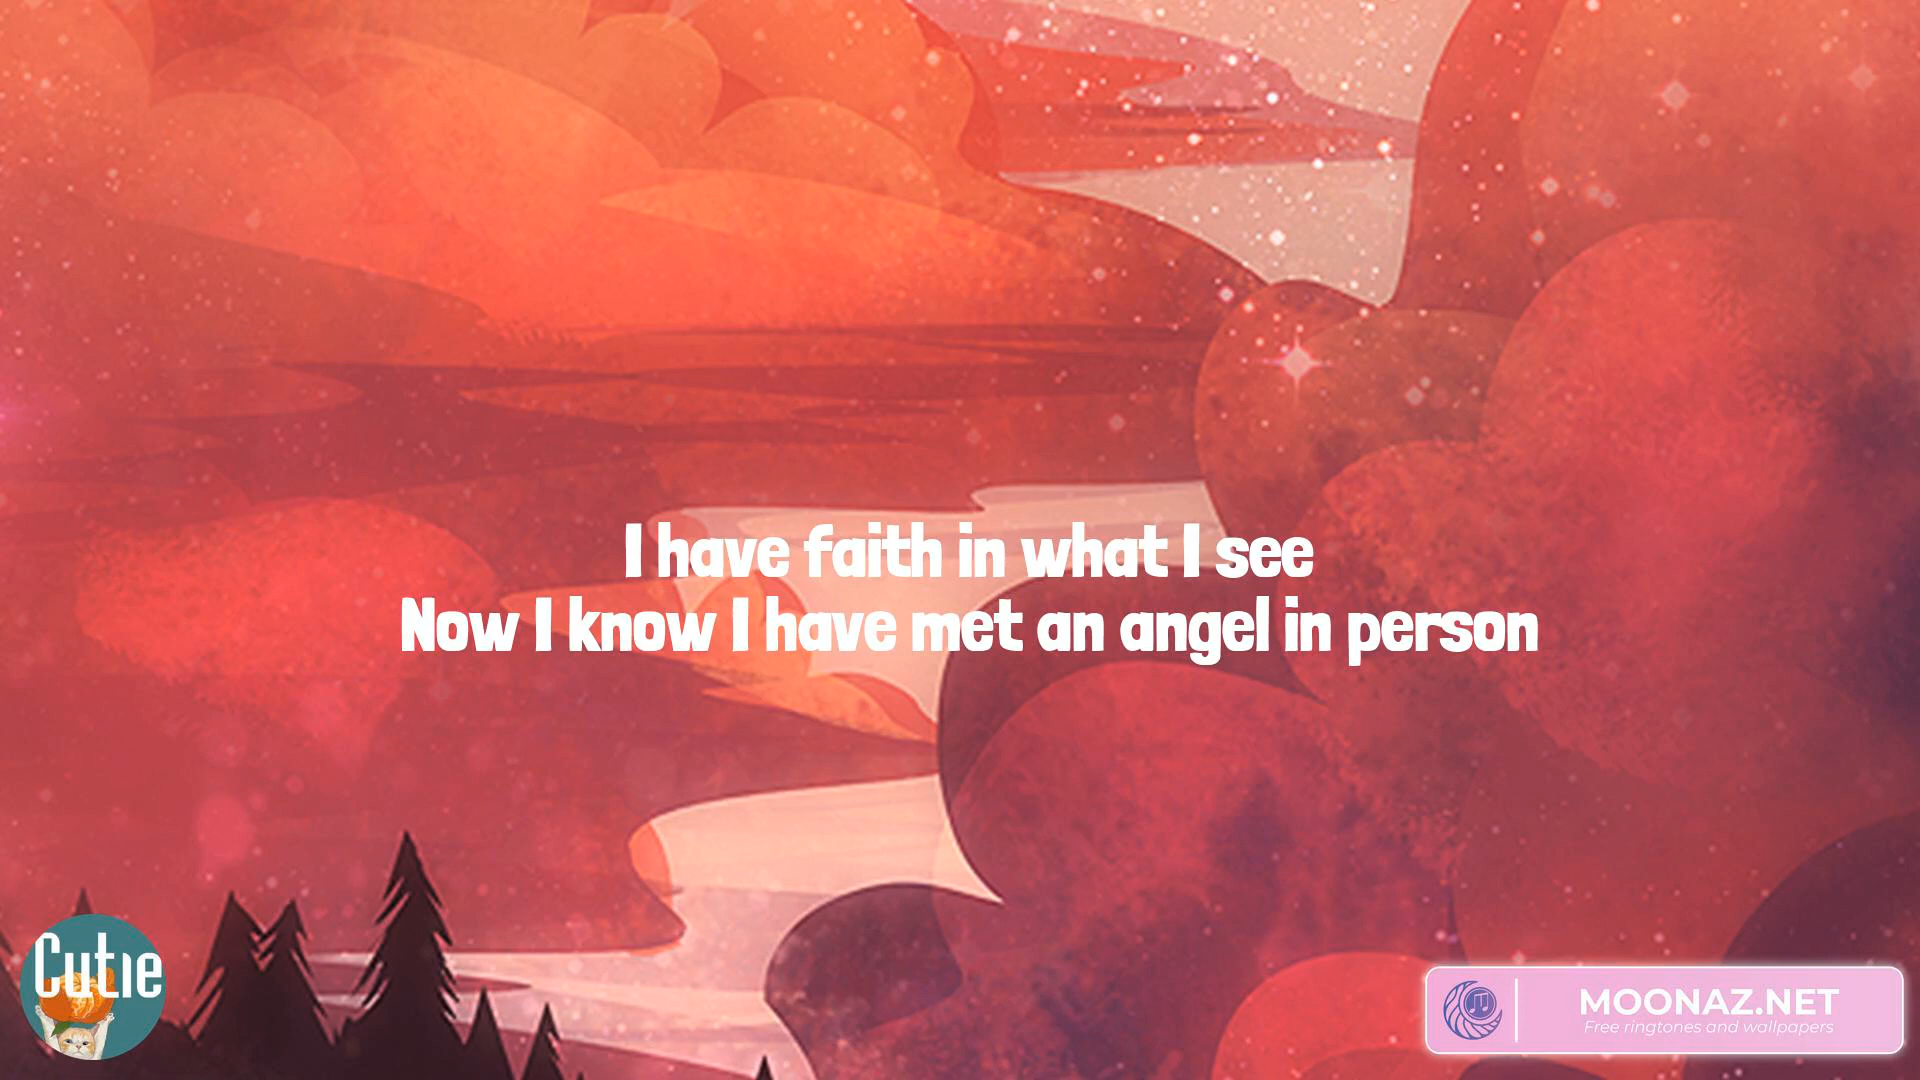 I have faith in what I see
Now I know I have met an angel in person
Cutie
MOONAZ.NET
Free ringtones and wallpapers